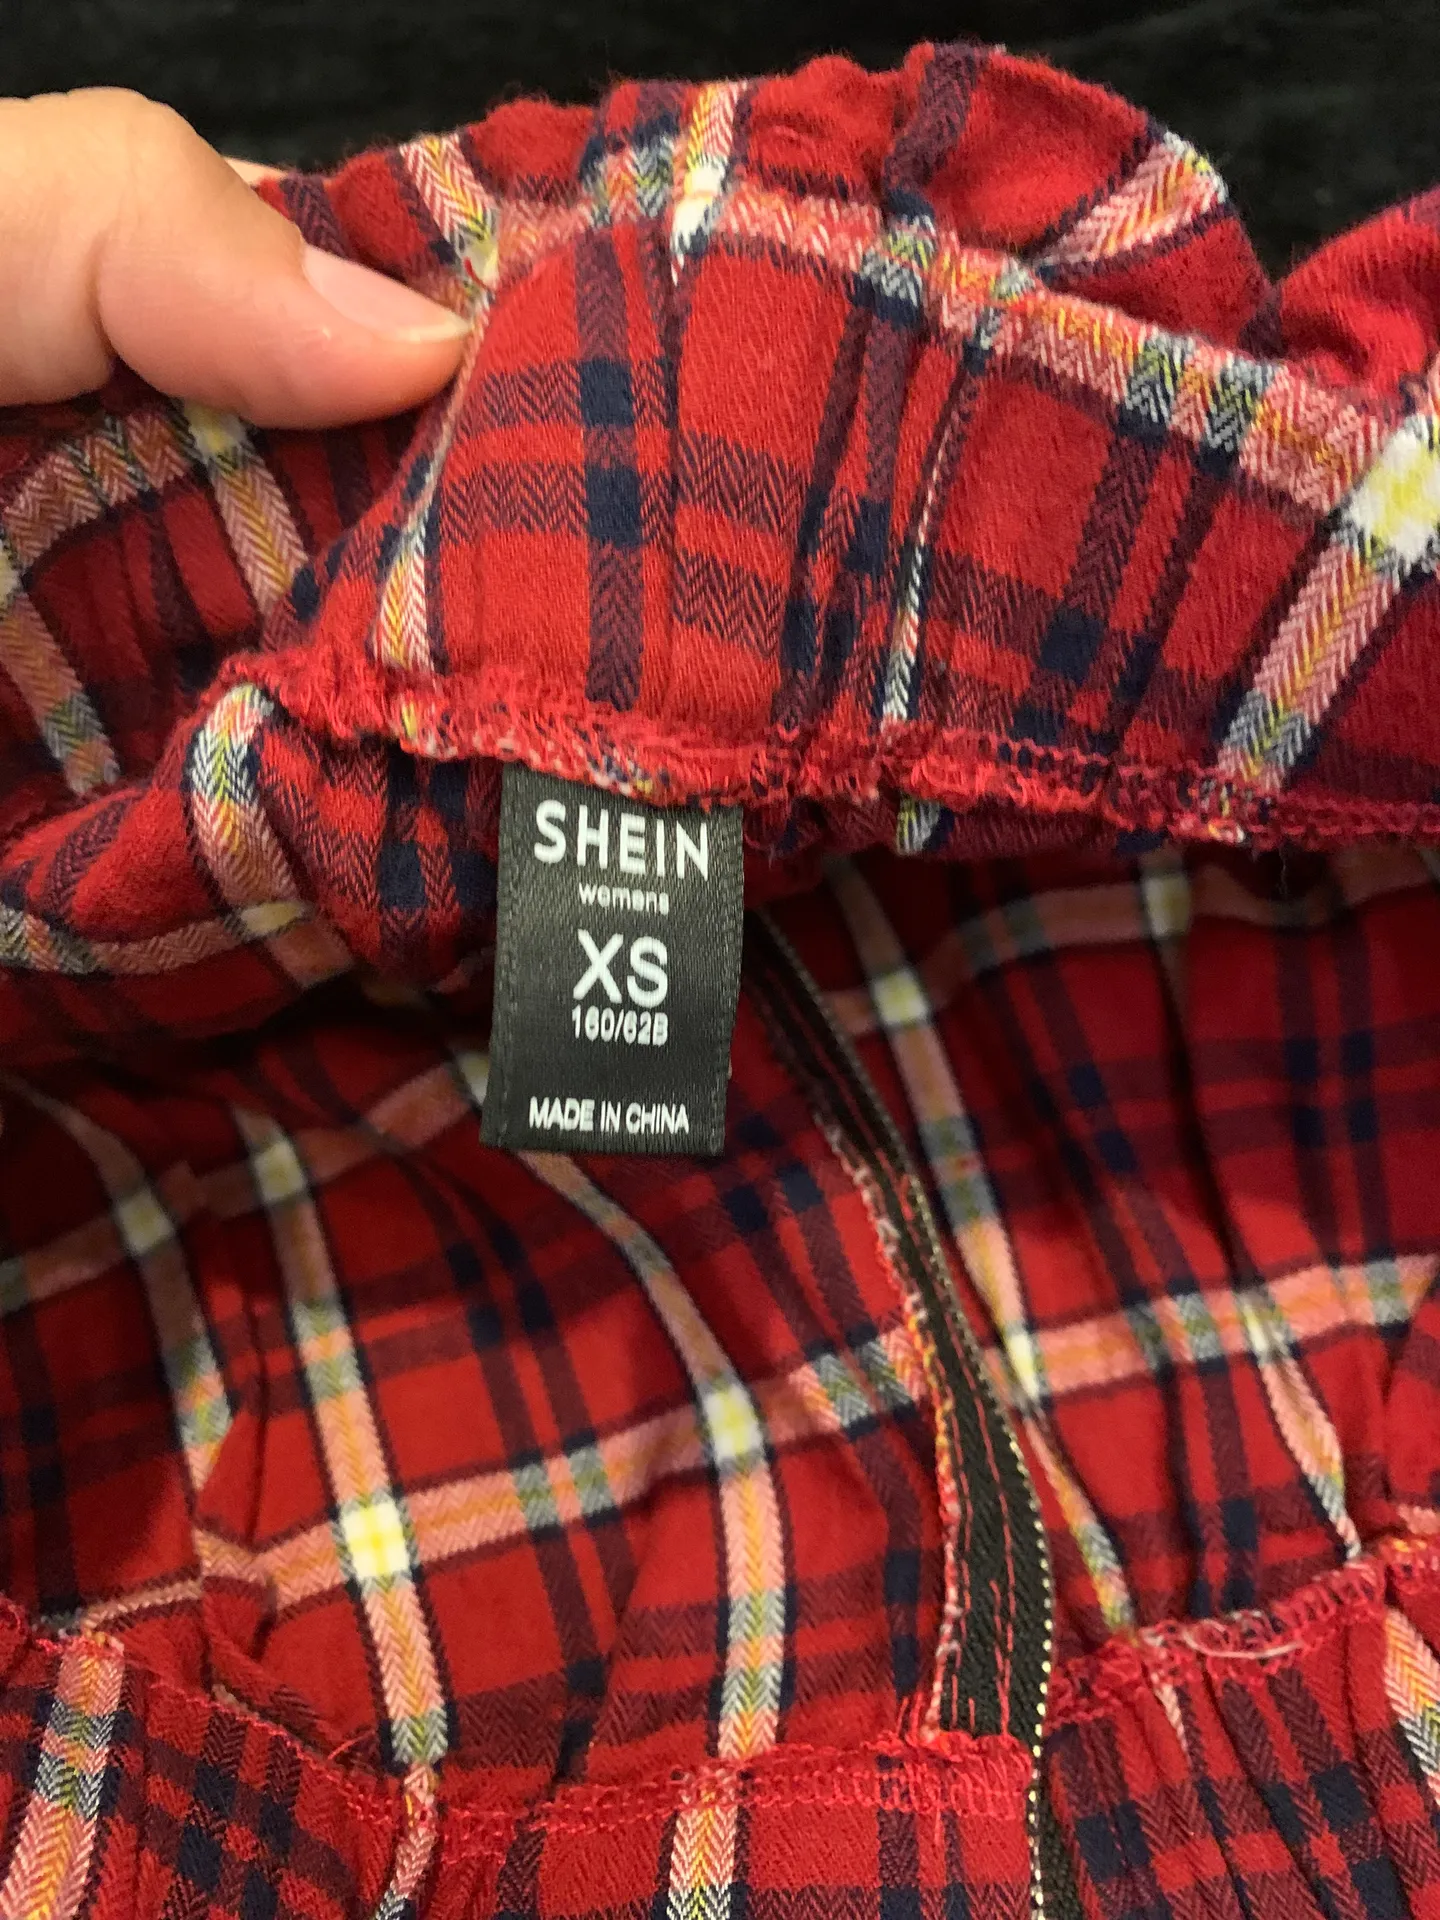 SHEIN
womens
XS
160/62B
MADE IN CHINA